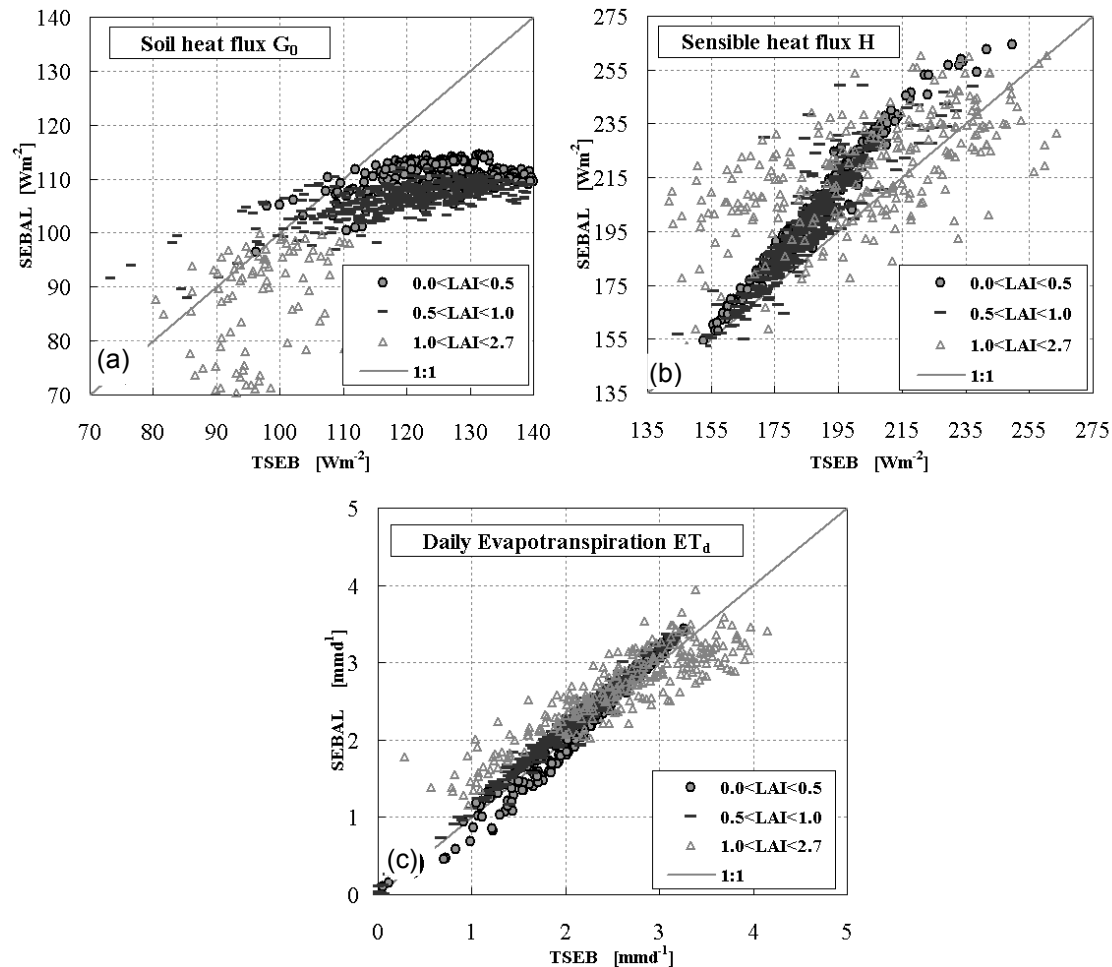 Soil heat flux G₀
140
130
120
110
100
90
80
70
SEBAL [Wm⁻²]
0.0<LAI<0.5
0.5<LAI<1.0
1.0<LAI<2.7
1:1
(a)
70 80 90 100 110 120 130 140
TSEB [Wm⁻²]
Sensible heat flux H
275
255
235
215
195
175
155
135
SEBAL [Wm⁻²]
0.0<LAI<0.5
0.5<LAI<1.0
1.0<LAI<2.7
1:1
(b)
135 155 175 195 215 235 255 275
TSEB [Wm⁻²]
Daily Evapotranspiration ET_d
5
4
3
2
1
0
SEBAL [mmd¹]
0.0<LAI<0.5
0.5<LAI<1.0
1.0<LAI<2.7
1:1
(c)
0 1 2 3 4 5
TSEB [mmd⁻¹]